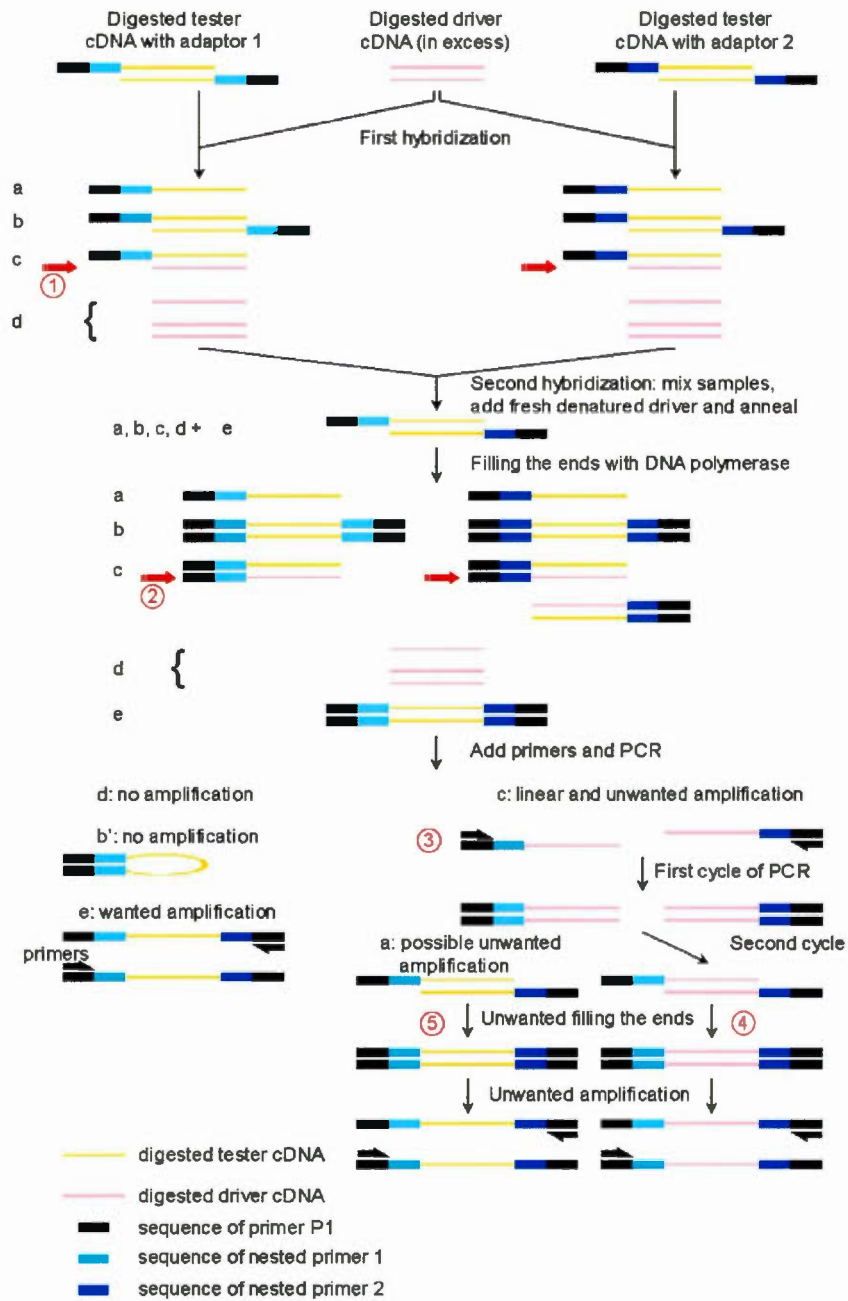 Digested tester
cDNA with adaptor 1
Digested driver
cDNA (in excess)
Digested tester
cDNA with adaptor 2
First hybridization
a
b
c
①
d {
Second hybridization: mix samples,
add fresh denatured driver and anneal
a, b, c, d + e
Filling the ends with DNA polymerase
a
b
c
②
d {
e
Add primers and PCR
d: no amplification
c: linear and unwanted amplification
b': no amplification
③
First cycle of PCR
e: wanted amplification
primers
a: possible unwanted
amplification
Second cycle
⑤ Unwanted filling the ends ④
Unwanted amplification
digested tester cDNA
digested driver cDNA
sequence of primer P1
sequence of nested primer 1
sequence of nested primer 2